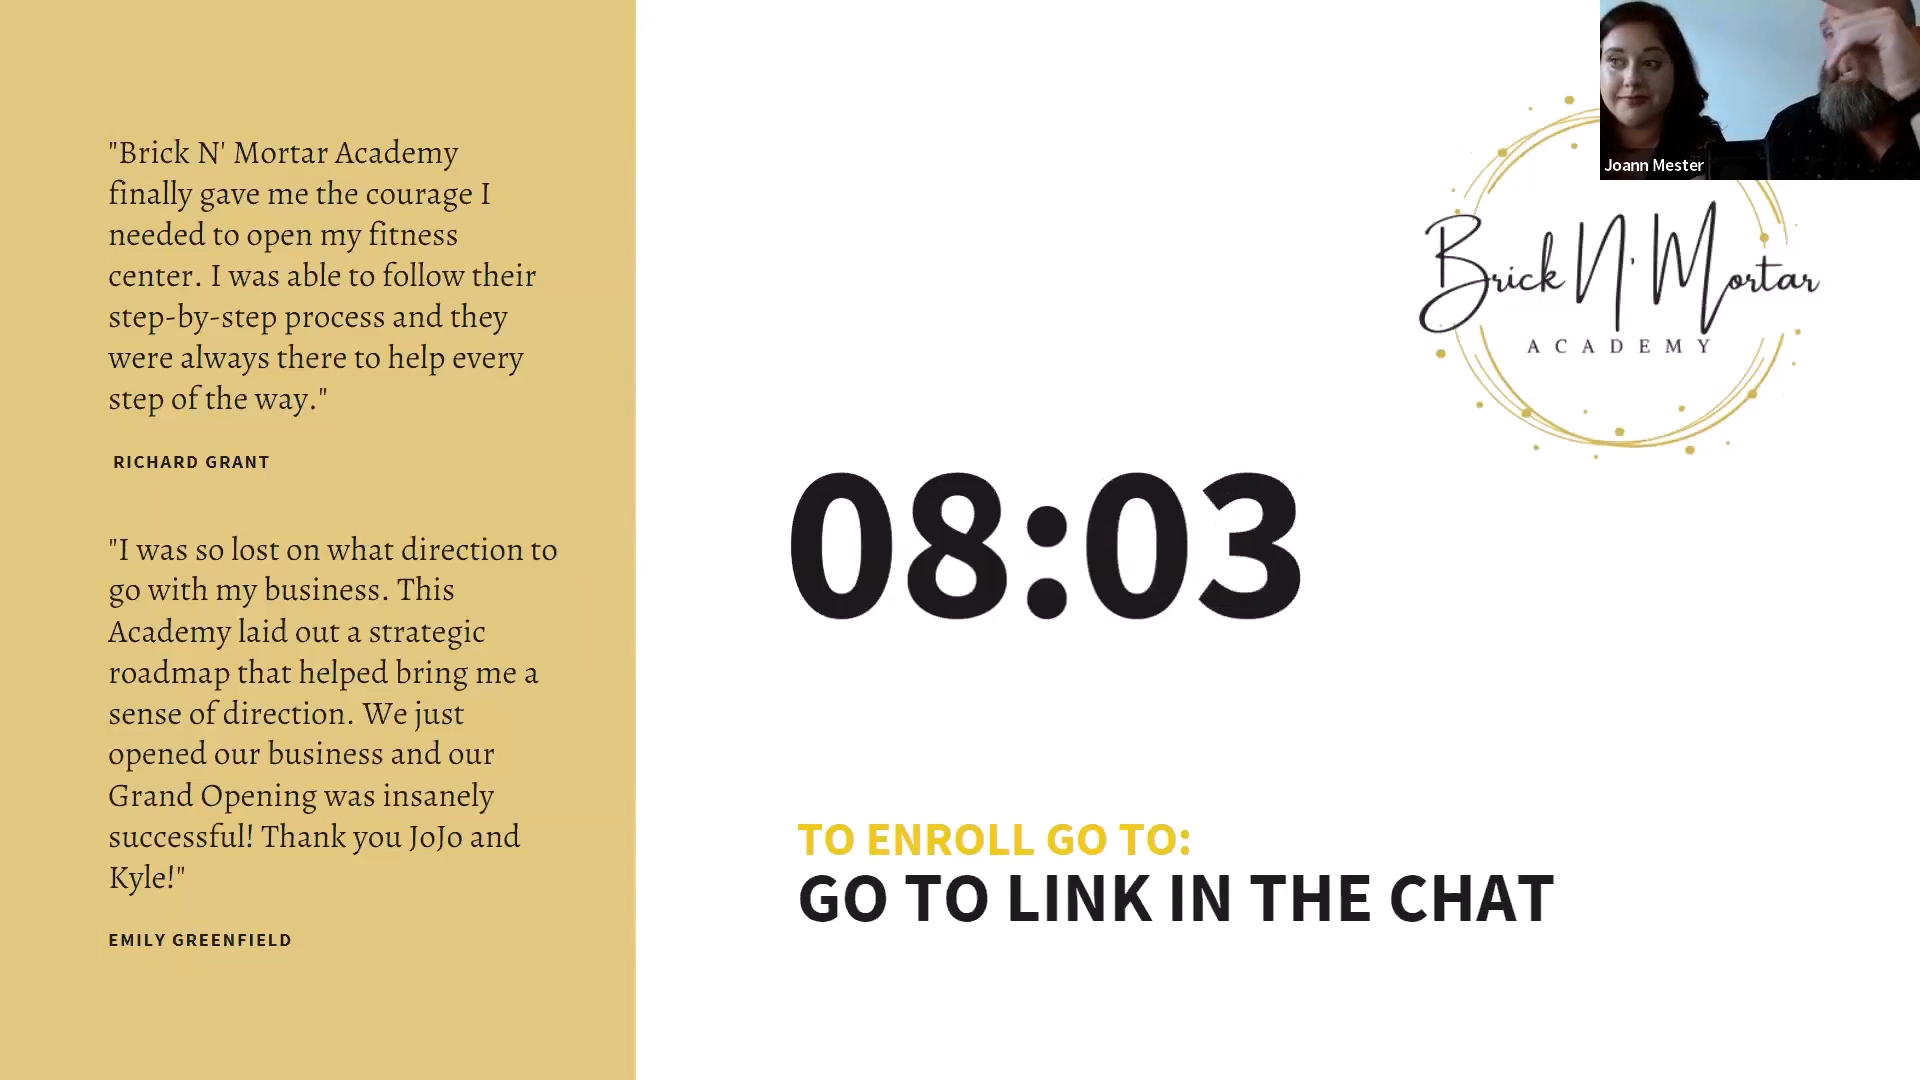 "Brick N' Mortar Academy
finally gave me the courage I
needed to open my fitness
center. I was able to follow their
step-by-step process and they
were always there to help every
step of the way."
RICHARD GRANT
"I was so lost on what direction to
go with my business. This
Academy laid out a strategic
roadmap that helped bring me a
sense of direction. We just
opened our business and our
Grand Opening was insanely
successful! Thank you JoJo and
Kyle!"
EMILY GREENFIELD
Joann Mester
Brick N' Mortar
ACADEMY
08:03
TO ENROLL GO TO:
GO TO LINK IN THE CHAT